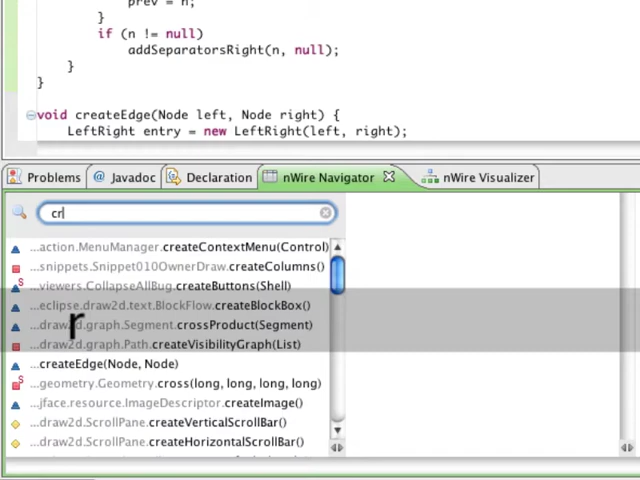 prev = n;
}
if (n != null)
addSeparatorsRight(n, null);
}
}
void createEdge(Node left, Node right) {
LeftRight entry = new LeftRight(left, right);
Problems @ Javadoc Declaration nWire Navigator nWire Visualizer
cr
...action.MenuManager.createContextMenu(Control)
...snippets.Snippet010OwnerDraw.createColumns()
...viewers.CollapseAllBug.createButtons(Shell)
...eclipse.draw2d.text.BlockFlow.createBlockBox()
...draw2d.graph.Segment.crossProduct(Segment)
r
...draw2d.graph.Path.createVisibilityGraph(List)
...createEdge(Node, Node)
...geometry.Geometry.cross(long, long, long, long)
...jface.resource.ImageDescriptor.createImage()
...draw2d.ScrollPane.createVerticalScrollBar()
...draw2d.ScrollPane.createHorizontalScrollBar()